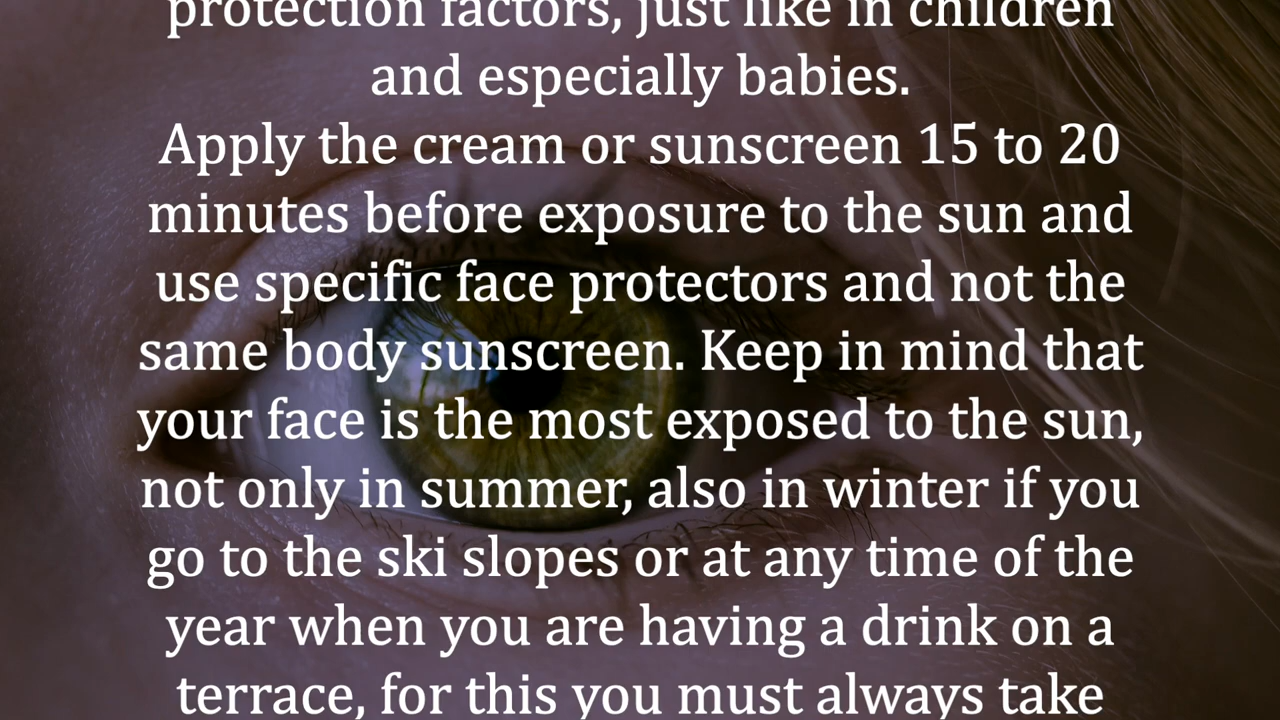 protection factors, just like in children
and especially babies.
Apply the cream or sunscreen 15 to 20
minutes before exposure to the sun and
use specific face protectors and not the
same body sunscreen. Keep in mind that
your face is the most exposed to the sun,
not only in summer, also in winter if you
go to the ski slopes or at any time of the
year when you are having a drink on a
terrace, for this you must always take